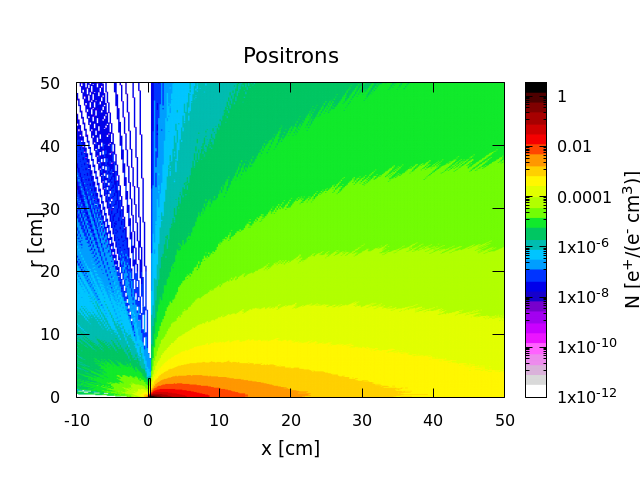 Positrons
50
40
30
20
10
0
r [cm]
-10 0 10 20 30 40 50
x [cm]
1
0.01
0.0001
1x10⁻⁶
1x10⁻⁸
1x10⁻¹⁰
1x10⁻¹²
N [e⁺/(e⁻ cm³)]